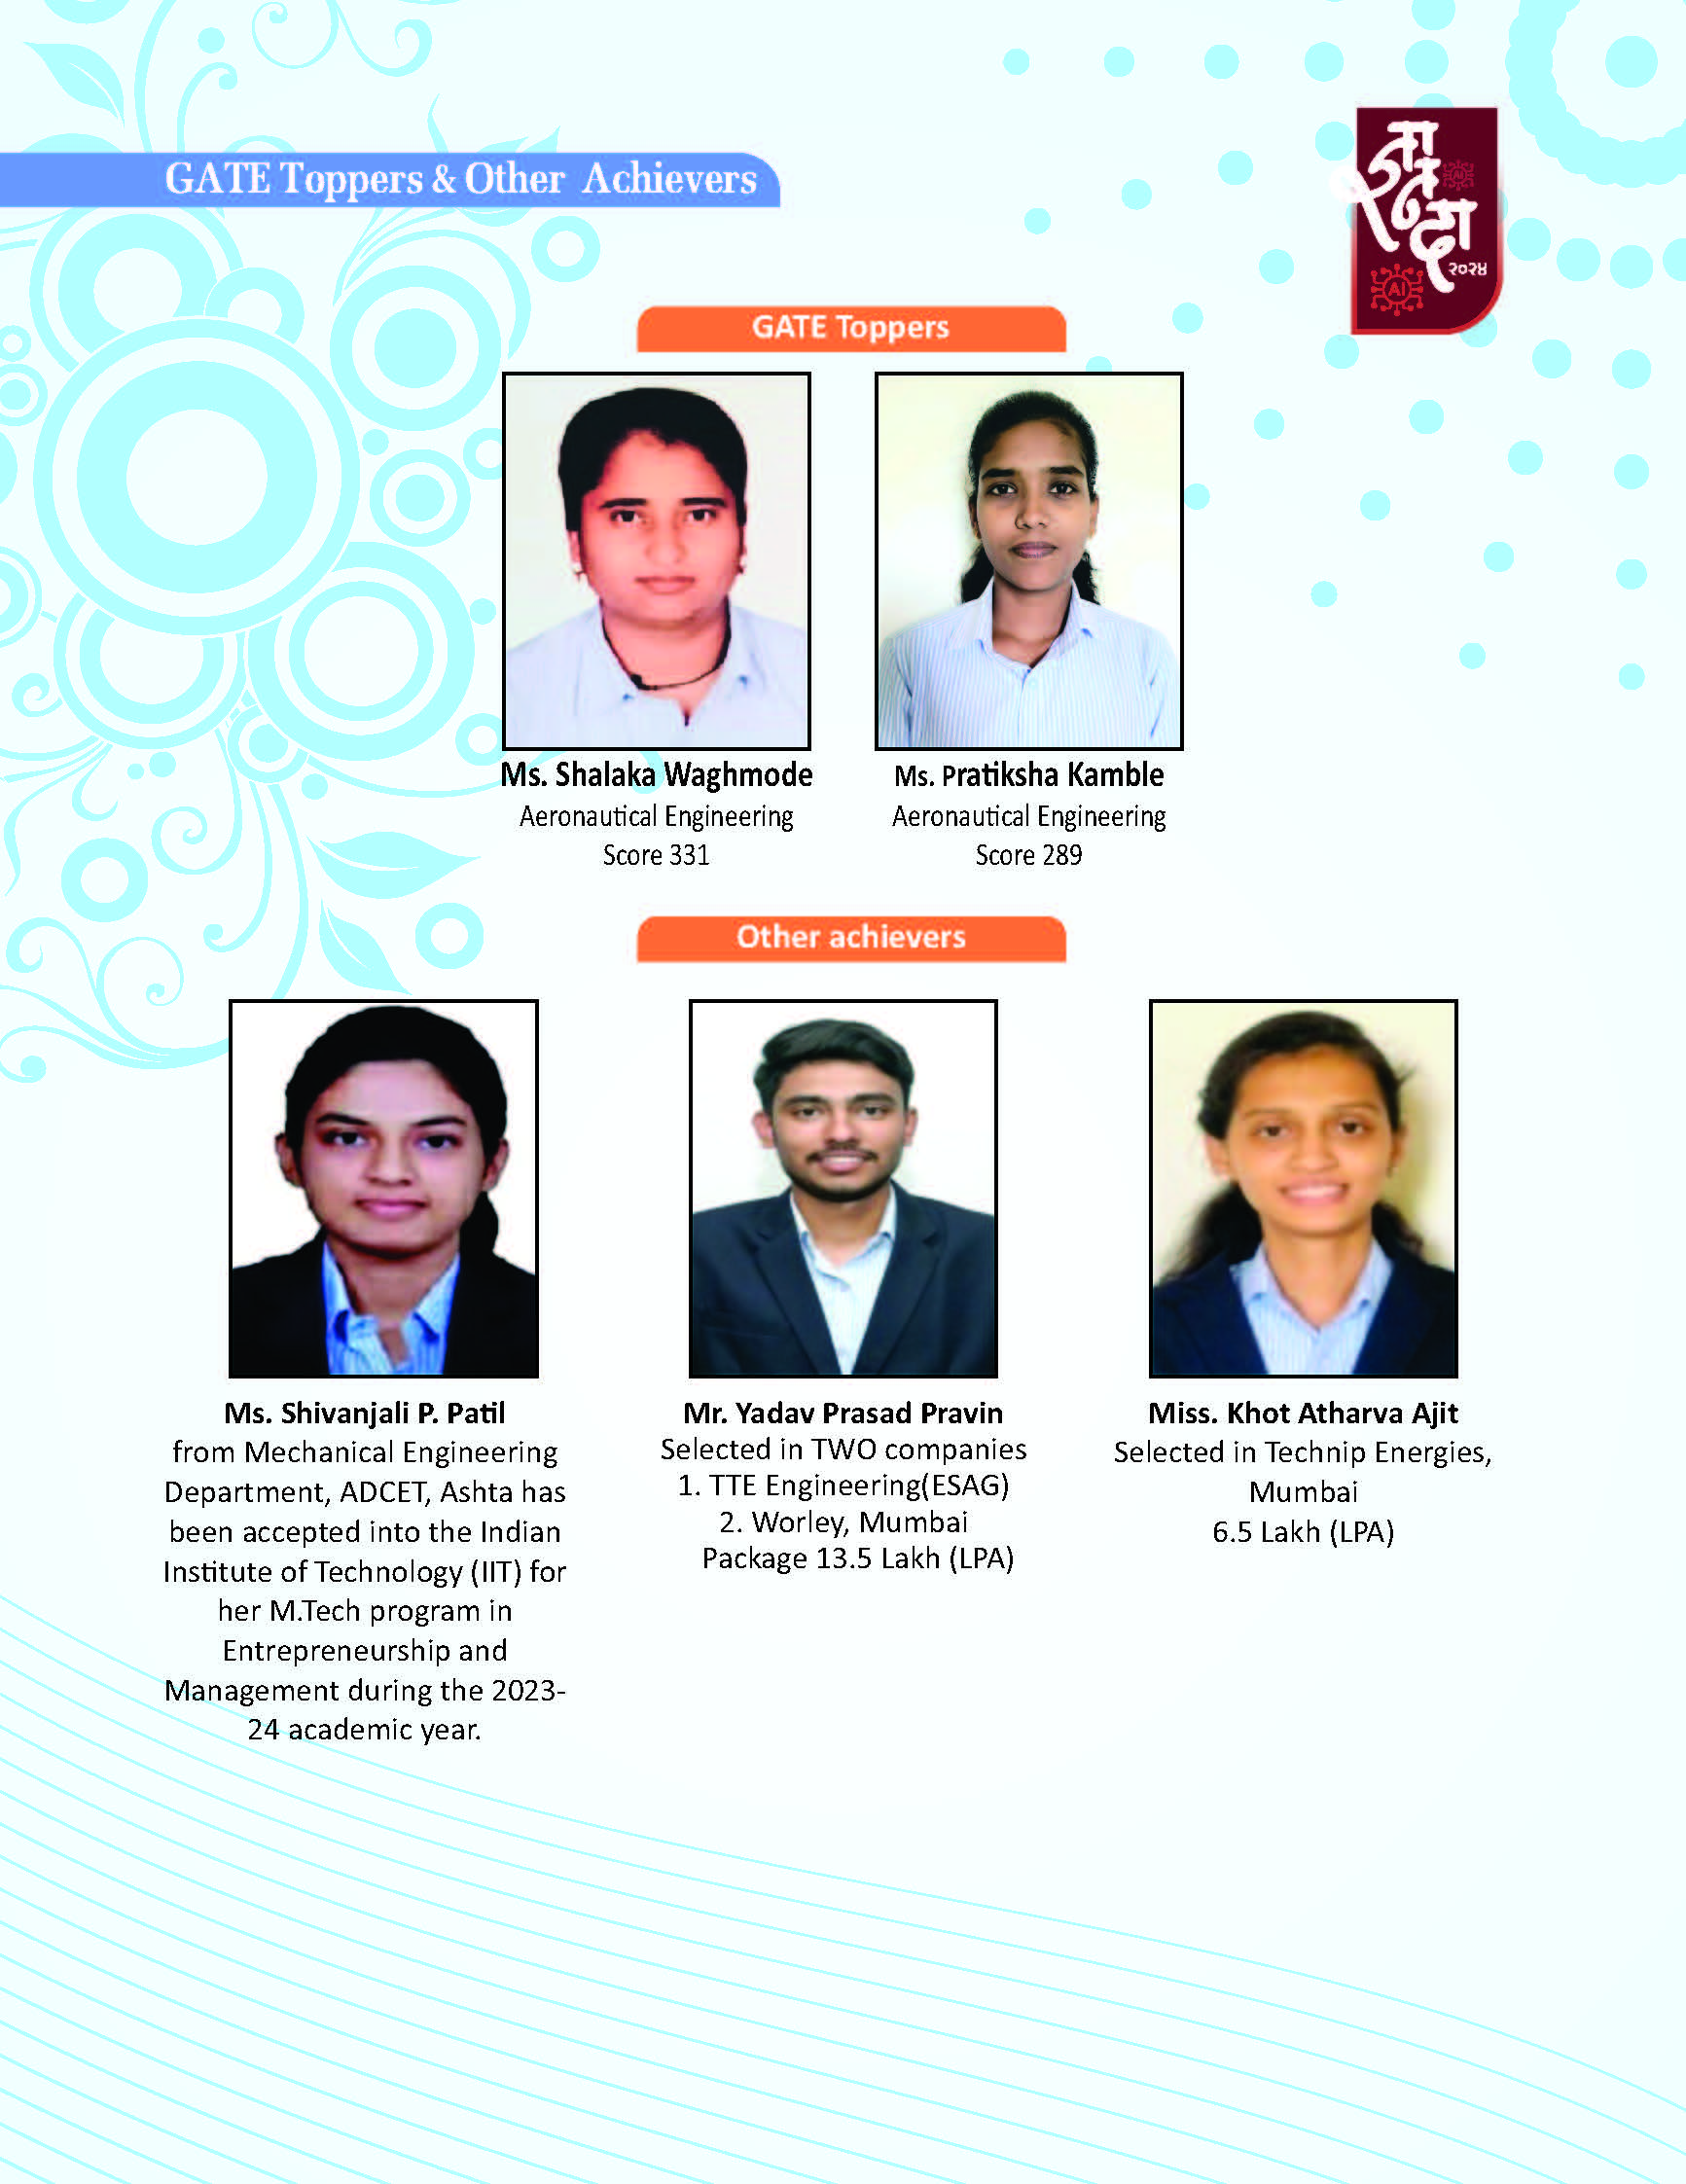 GATE Toppers & Other Achievers
२०२४
AI
AI
GATE Toppers
Ms. Shalaka Waghmode
Aeronautical Engineering
Score 331
Ms. Pratiksha Kamble
Aeronautical Engineering
Score 289
Other achievers
Ms. Shivanjali P. Patil
from Mechanical Engineering
Department, ADCET, Ashta has
been accepted into the Indian
Institute of Technology (IIT) for
her M.Tech program in
Entrepreneurship and
Management during the 2023-
24 academic year.
Mr. Yadav Prasad Pravin
Selected in TWO companies
1. TTE Engineering(ESAG)
2. Worley, Mumbai
Package 13.5 Lakh (LPA)
Miss. Khot Atharva Ajit
Selected in Technip Energies,
Mumbai
6.5 Lakh (LPA)